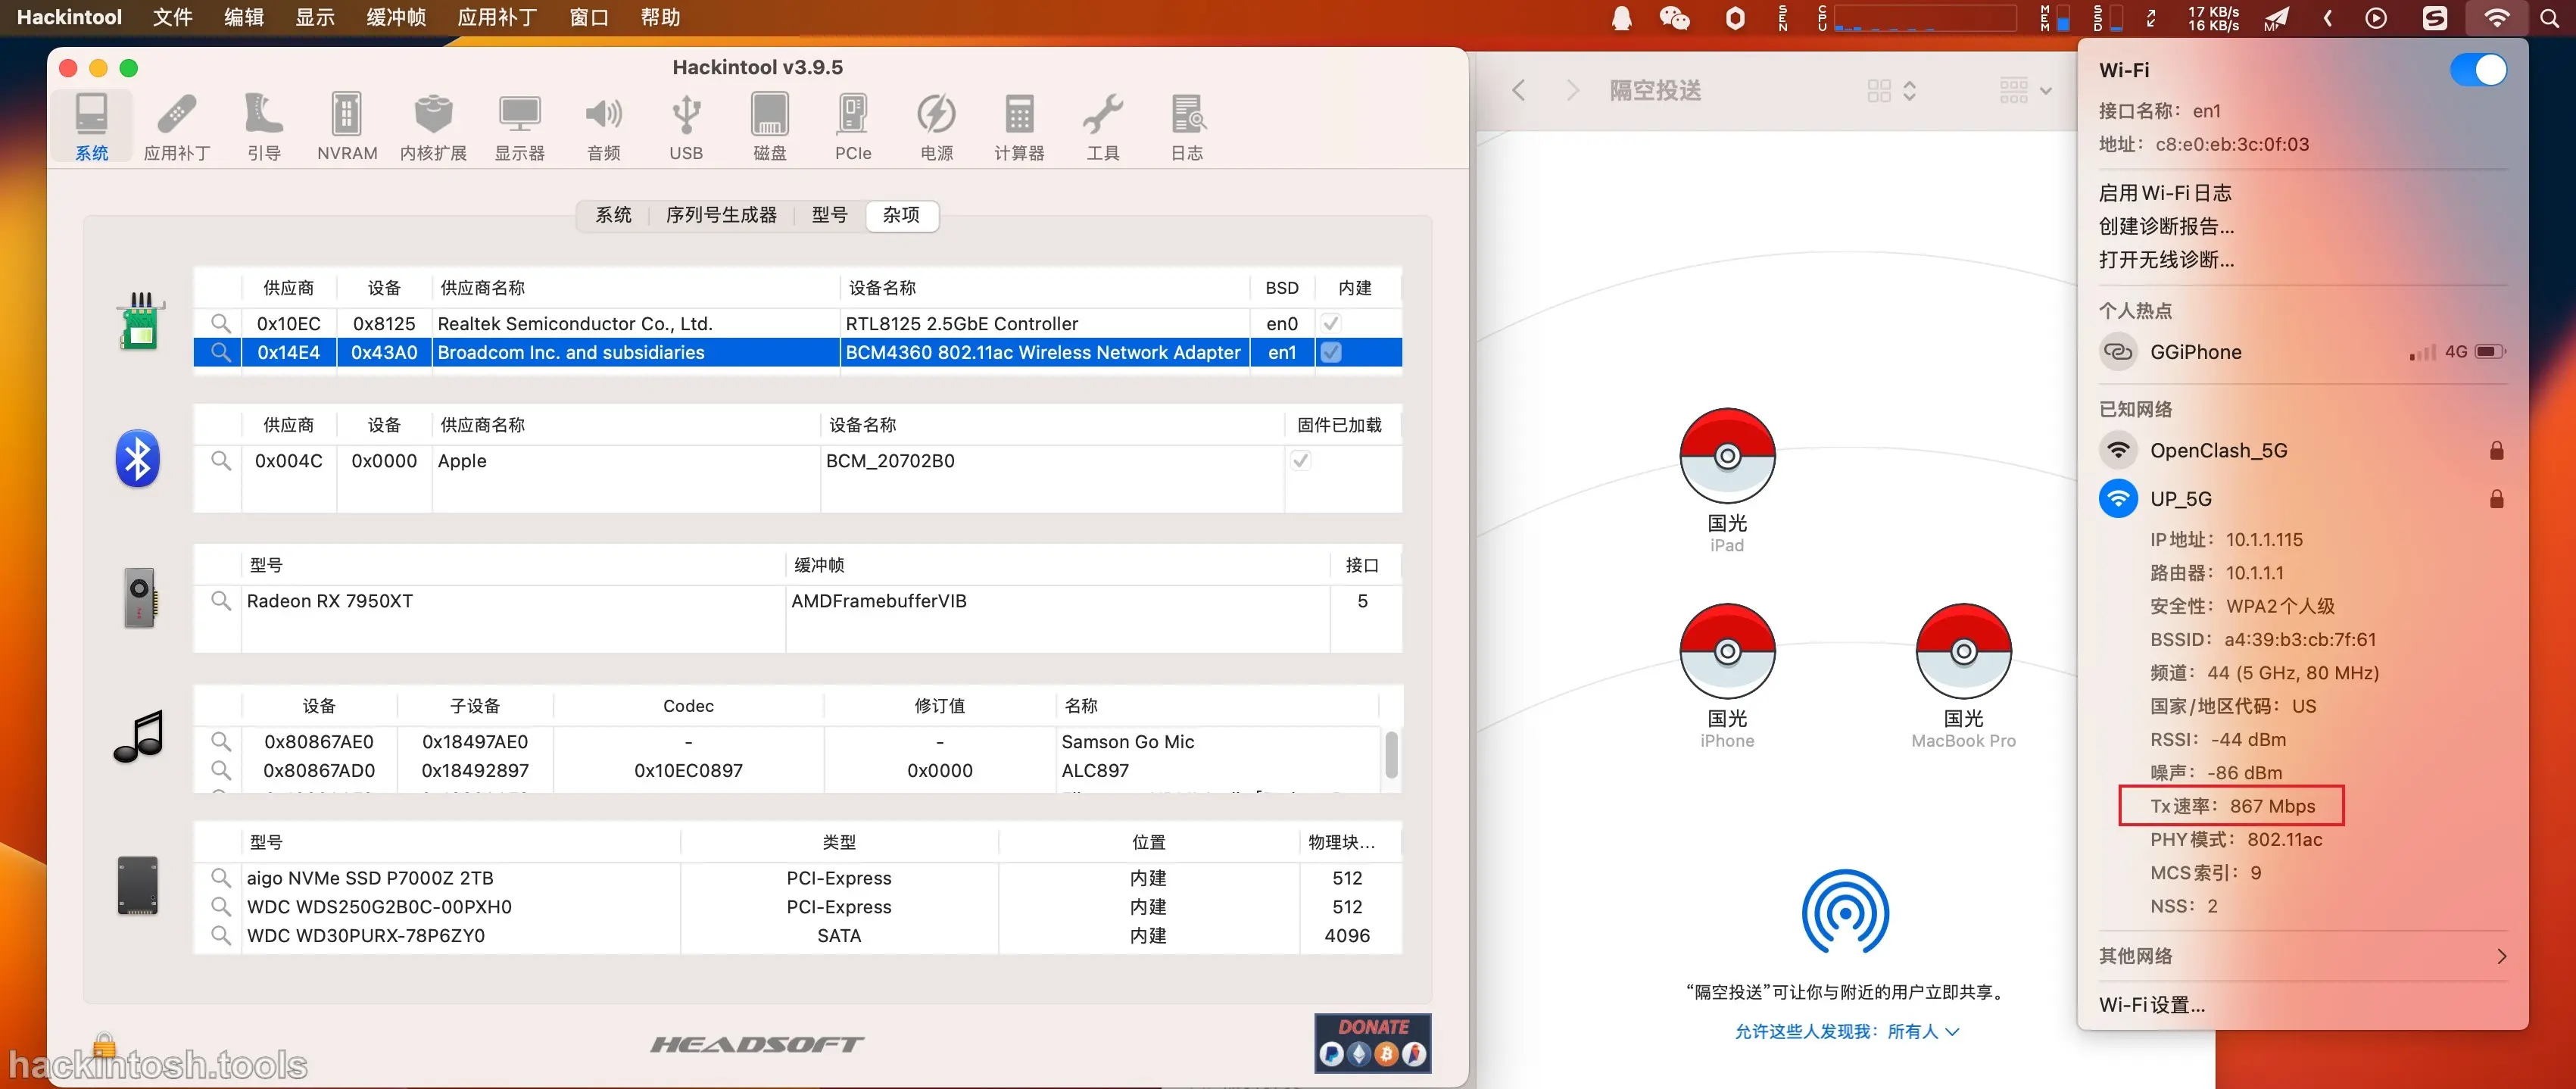 Hackintool 文件 编辑 显示 缓冲帧 应用补丁 窗口 帮助
SEN CPU MEM SSD 17 KB/s
16 KB/s
Hackintool v3.9.5
系统 应用补丁 引导 NVRAM 内核扩展 显示器 音频 USB 磁盘 PCIe 电源 计算器 工具 日志
系统 序列号生成器 型号 杂项
供应商 设备 供应商名称 设备名称 BSD 内建
0x10EC 0x8125 Realtek Semiconductor Co., Ltd. RTL8125 2.5GbE Controller en0
0x14E4 0x43A0 Broadcom Inc. and subsidiaries BCM4360 802.11ac Wireless Network Adapter en1
供应商 设备 供应商名称 设备名称 固件已加载
0x004C 0x0000 Apple BCM_20702B0
型号 缓冲帧 接口
Radeon RX 7950XT AMDFramebufferVIB 5
设备 子设备 Codec 修订值 名称
0x80867AE0 0x18497AE0 - - Samson Go Mic
0x80867AD0 0x18492897 0x10EC0897 0x0000 ALC897
型号 类型 位置 物理块...
aigo NVMe SSD P7000Z 2TB PCI-Express 内建 512
WDC WDS250G2B0C-00PXH0 PCI-Express 内建 512
WDC WD30PURX-78P6ZY0 SATA 内建 4096
HEADSOFT
DONATE
hackintosh.tools
隔空投送
国光
iPad
国光
iPhone
国光
MacBook Pro
“隔空投送”可让你与附近的用户立即共享。
允许这些人发现我：所有人
Wi-Fi
接口名称：en1
地址：c8:e0:eb:3c:0f:03
启用 Wi-Fi 日志
创建诊断报告...
打开无线诊断...
个人热点
GGiPhone 4G
已知网络
OpenClash_5G
UP_5G
IP 地址：10.1.1.115
路由器：10.1.1.1
安全性：WPA2 个人级
BSSID：a4:39:b3:cb:7f:61
频道：44 (5 GHz, 80 MHz)
国家/地区代码：US
RSSI：-44 dBm
噪声：-86 dBm
Tx 速率：867 Mbps
PHY 模式：802.11ac
MCS 索引：9
NSS：2
其他网络
Wi-Fi 设置...